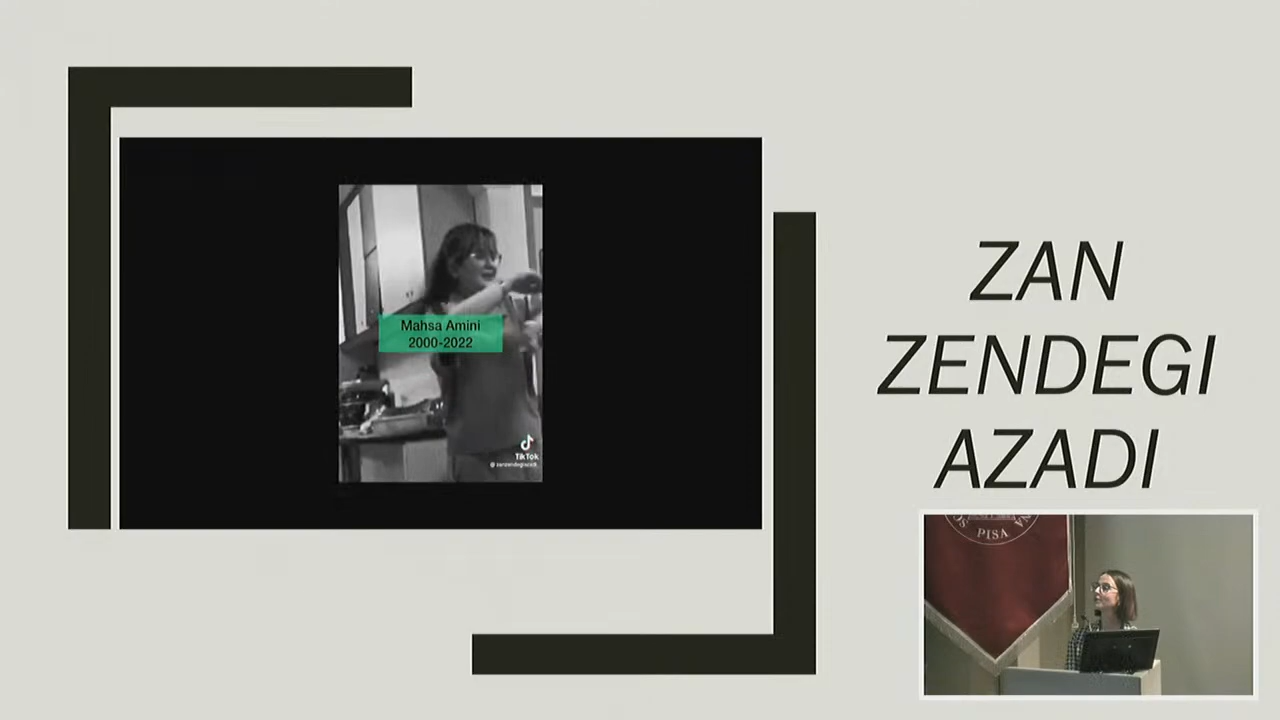 Mahsa Amini
2000-2022
TikTok
ZAN
ZENDEGI
AZADI
PISA